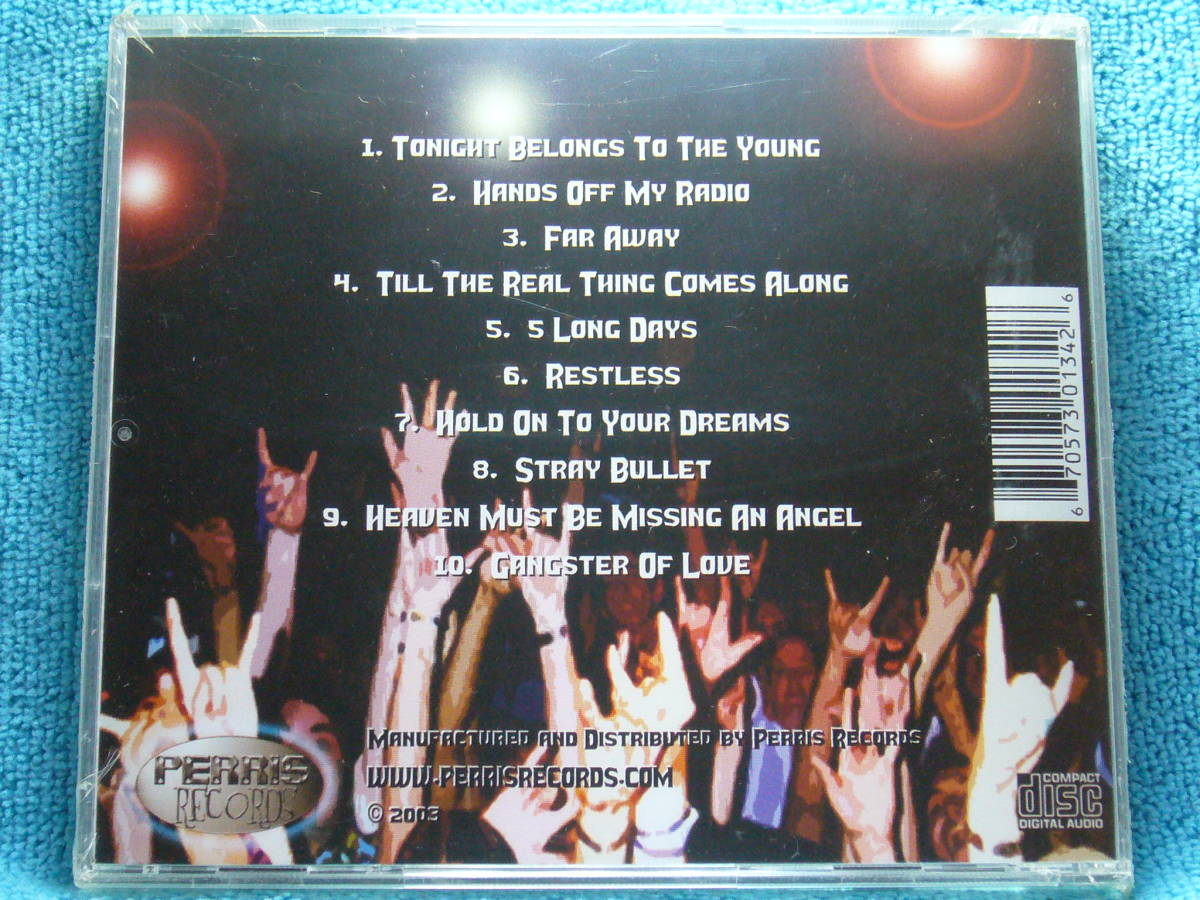 1. Tonight Belongs To The Young
2. Hands Off My Radio
3. Far Away
4. Till The Real Thing Comes Along
5. 5 Long Days
6. Restless
7. Hold On To Your Dreams
8. Stray Bullet
9. Heaven Must Be Missing An Angel
10. Gangster Of Love
6 70573 01342 6
Manufactured and Distributed by Perris Records
www.perrisrecords.com
© 2003
PERRIS
RECORDS
COMPACT
disc
DIGITAL AUDIO